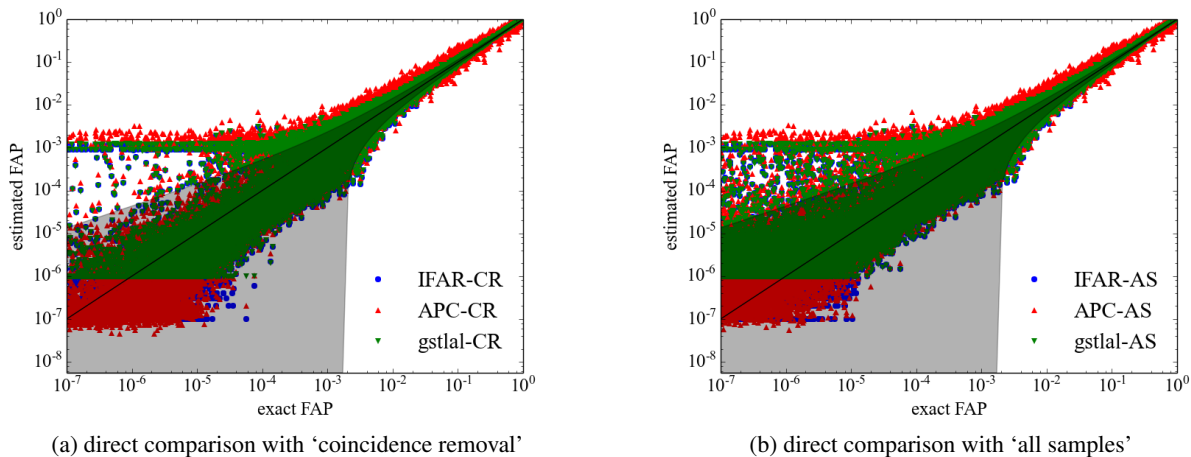 10^0
10^-1
10^-2
10^-3
10^-4
10^-5
10^-6
10^-7
10^-8
estimated FAP
IFAR-CR
APC-CR
gstlal-CR
10^-7 10^-6 10^-5 10^-4 10^-3 10^-2 10^-1 10^0
exact FAP
(a) direct comparison with ‘coincidence removal’
10^0
10^-1
10^-2
10^-3
10^-4
10^-5
10^-6
10^-7
10^-8
estimated FAP
IFAR-AS
APC-AS
gstlal-AS
10^-7 10^-6 10^-5 10^-4 10^-3 10^-2 10^-1 10^0
exact FAP
(b) direct comparison with ‘all samples’